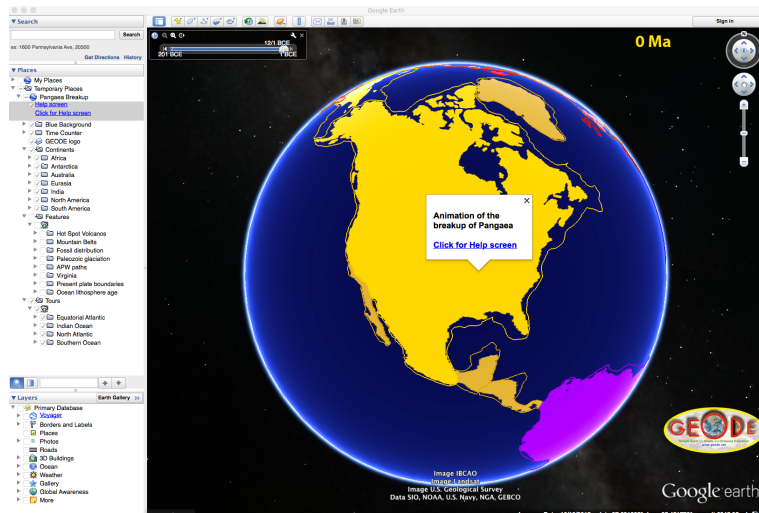 Google Earth
Search
Search
ex: 1600 Pennsylvania Ave, 20500
Get Directions History
Places
My Places
Temporary Places
Pangaea Breakup
Help screen
Click for Help screen
Blue Background
Time Counter
GEODE logo
Continents
Africa
Antarctica
Australia
Eurasia
India
North America
South America
Features
Hot Spot Volcanos
Mountain Belts
Fossil distribution
Paleozoic glaciation
APW paths
Virginia
Present plate boundaries
Ocean lithosphere age
Tours
Equatorial Atlantic
Indian Ocean
North Atlantic
Southern Ocean
Layers
Earth Gallery >>
Primary Database
Voyager
Borders and Labels
Places
Photos
Roads
3D Buildings
Ocean
Weather
Gallery
Global Awareness
More
Sign in
12/1 BCE
201 BCE
1 BCE
0 Ma
N
Animation of the
breakup of Pangaea
Click for Help screen
GEODE
www.geode.net
Image IBCAO
Image Landsat
Image U.S. Geological Survey
Data SIO, NOAA, U.S. Navy, NGA, GEBCO
Google earth